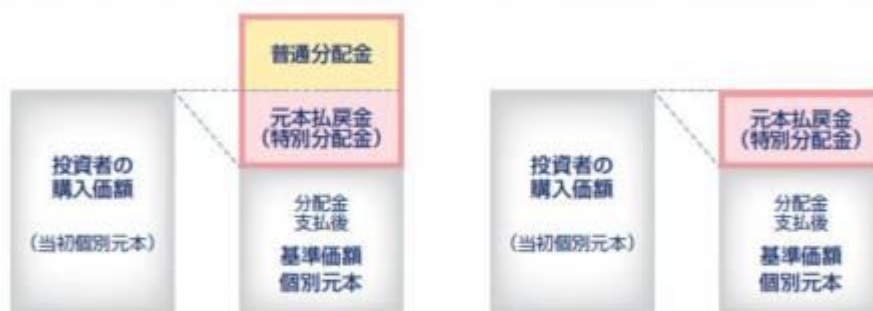 普通分配金
元本払戻金
（特別分配金）
投資者の
購入価額
（当初個別元本）
分配金
支払後
基準価額
個別元本
元本払戻金
（特別分配金）
投資者の
購入価額
（当初個別元本）
分配金
支払後
基準価額
個別元本